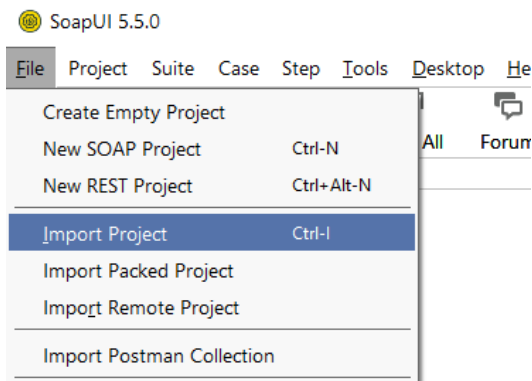 SoapUI 5.5.0
File Project Suite Case Step Tools Desktop He
Create Empty Project
New SOAP Project Ctrl-N
All Forum
New REST Project Ctrl+Alt-N
Import Project Ctrl-I
Import Packed Project
Import Remote Project
Import Postman Collection